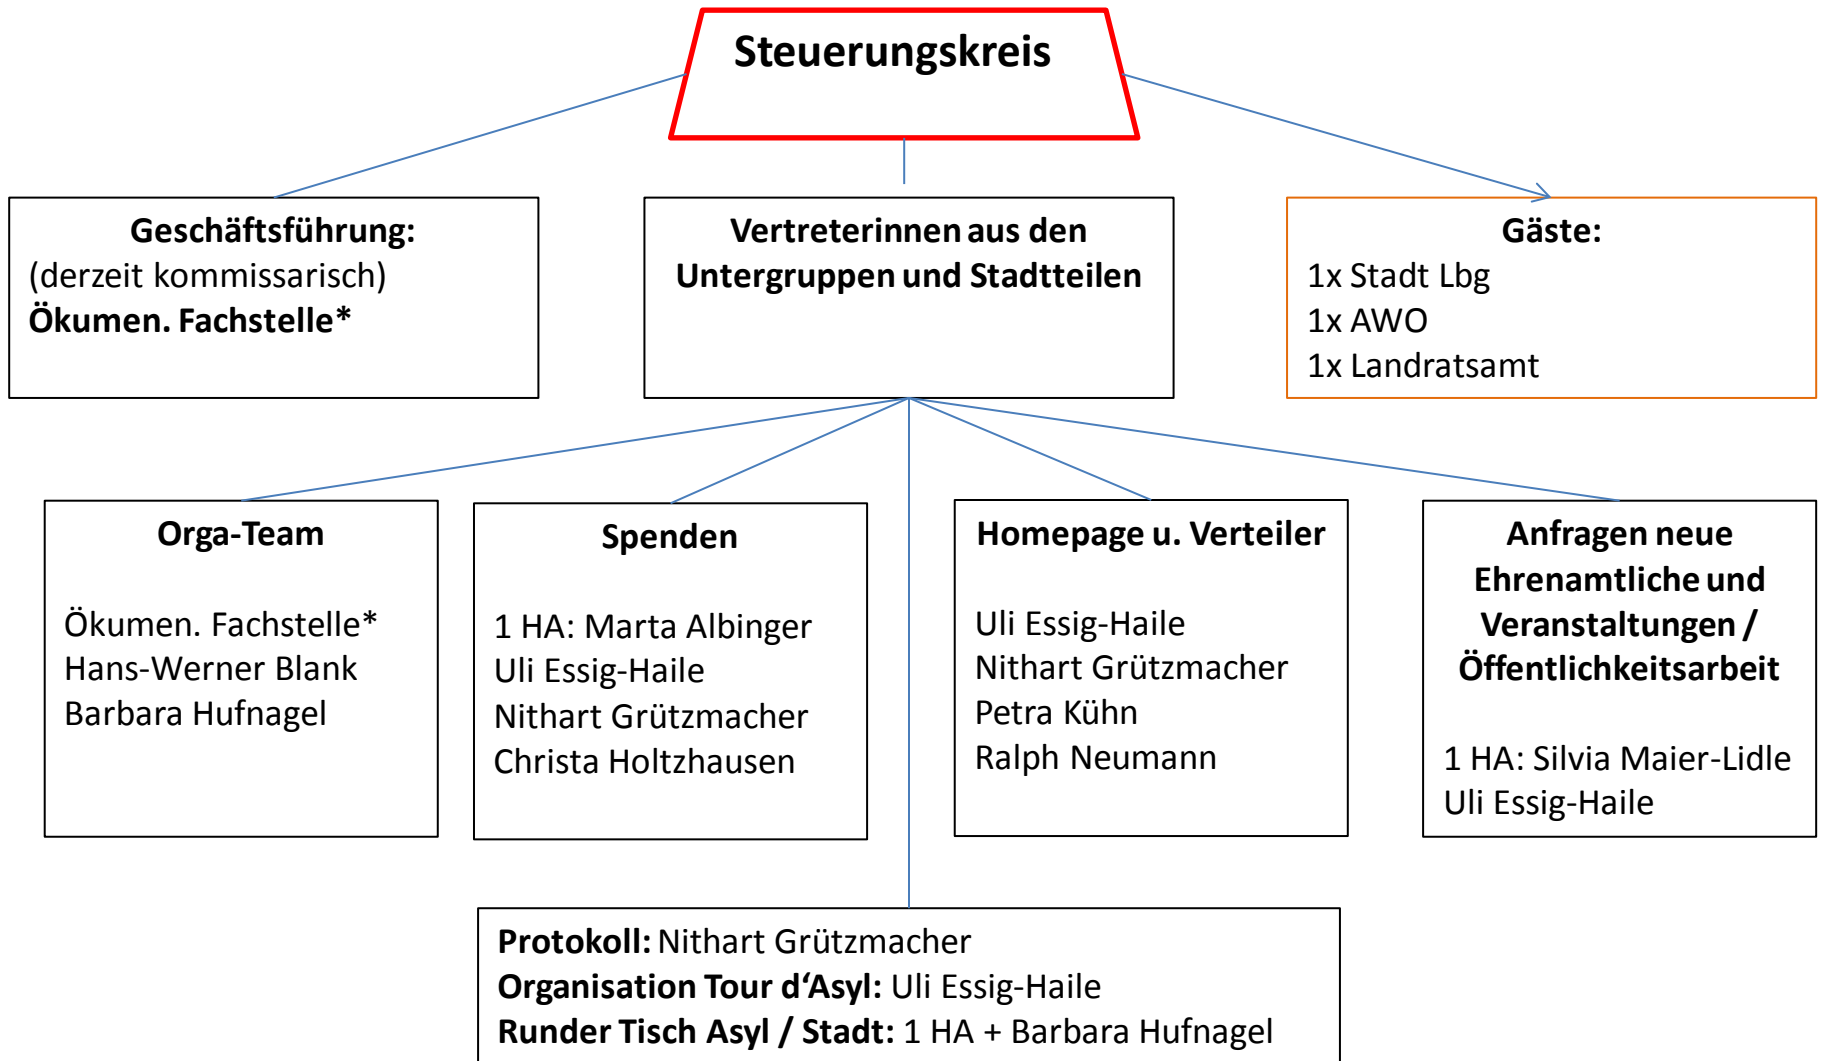 Steuerungskreis
Geschäftsführung:
(derzeit kommissarisch)
Ökumen. Fachstelle*
Vertreterinnen aus den
Untergruppen und Stadtteilen
Gäste:
1x Stadt Lbg
1x AWO
1x Landratsamt
Orga-Team
Ökumen. Fachstelle*
Hans-Werner Blank
Barbara Hufnagel
Spenden
1 HA: Marta Albinger
Uli Essig-Haile
Nithart Grützmacher
Christa Holtzhausen
Homepage u. Verteiler
Uli Essig-Haile
Nithart Grützmacher
Petra Kühn
Ralph Neumann
Anfragen neue
Ehrenamtliche und
Veranstaltungen /
Öffentlichkeitsarbeit
1 HA: Silvia Maier-Lidle
Uli Essig-Haile
Protokoll: Nithart Grützmacher
Organisation Tour d‘Asyl: Uli Essig-Haile
Runder Tisch Asyl / Stadt: 1 HA + Barbara Hufnagel